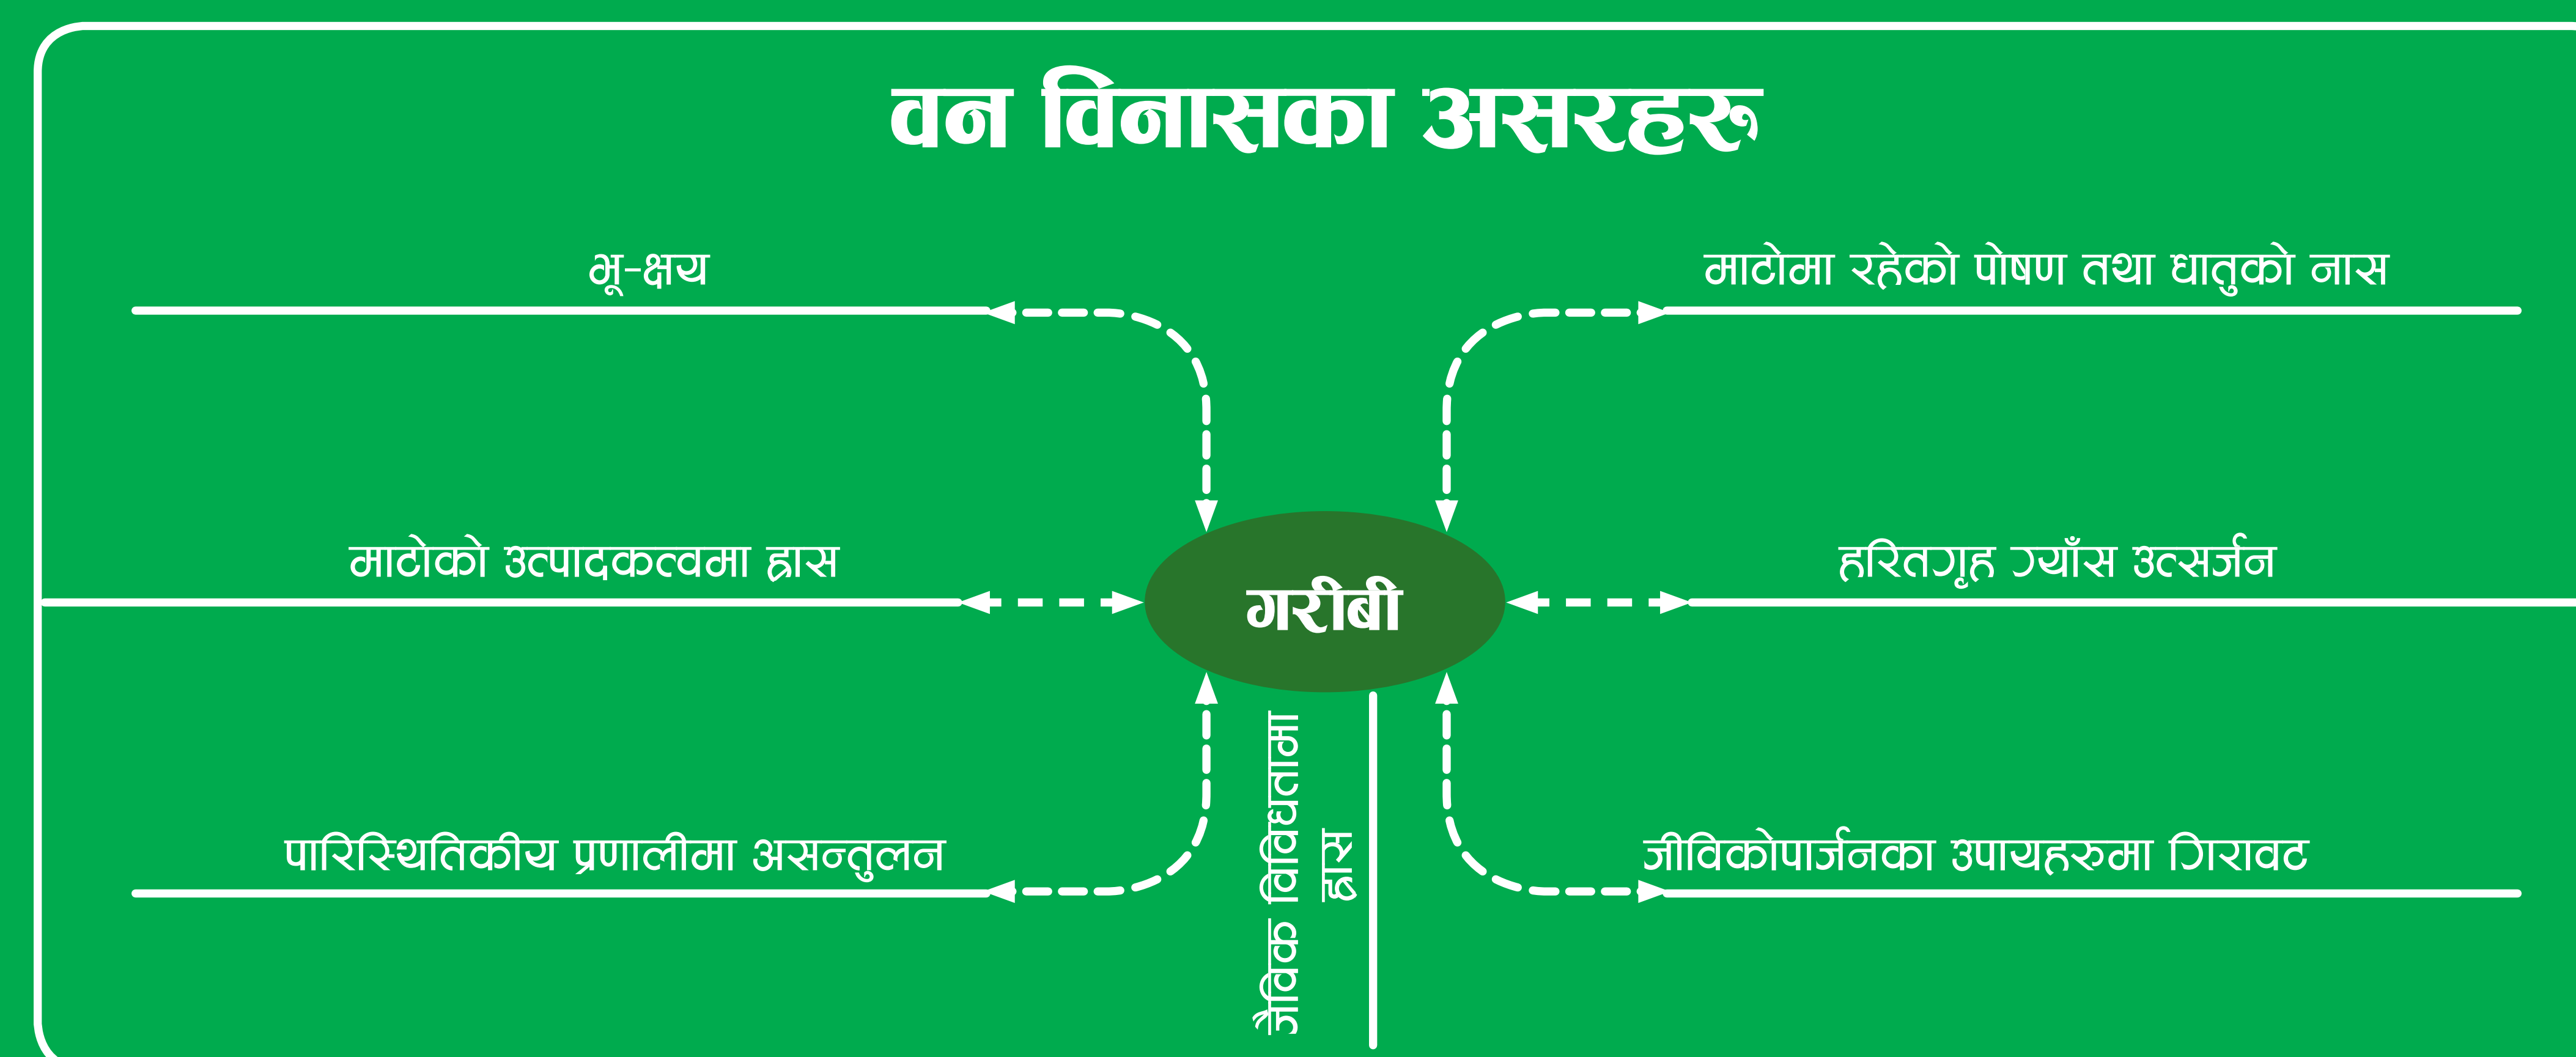 वन विनासका असरहरु
भू-क्षय
माटोमा रहेको पोषण तथा धातुको नास
माटोको उत्पादकत्वमा ह्रास
गरीबी
हरितगृह ग्याँस उत्सर्जन
पारिस्थितिकीय प्रणालीमा असन्तुलन
जैविक विविधतामा
ह्रास
जीविकोपार्जनका उपायहरुमा गिरावट